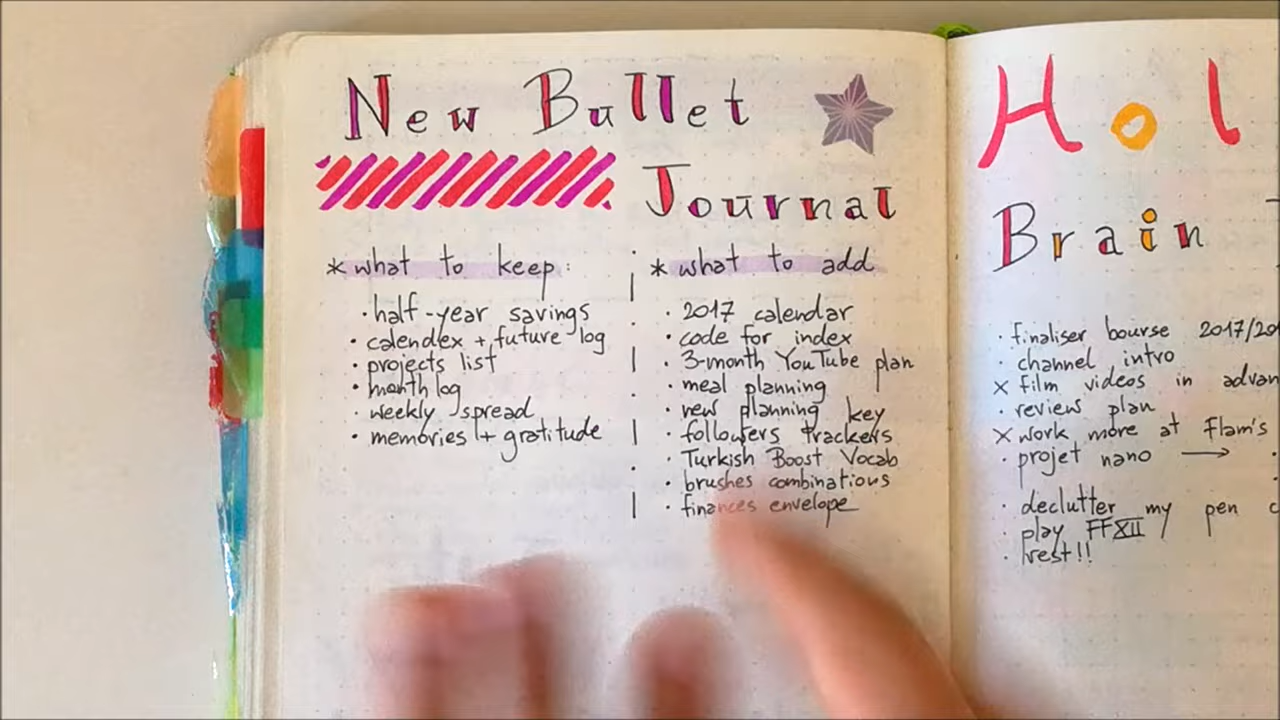 New Bullet
Journal
* what to keep:
· half-year savings
· calendex + future log
· projects list
· month log
· weekly spread
· memories + gratitude
* what to add
· 2017 calendar
· code for index
· 3-month YouTube plan
· meal planning
· new planning key
· followers trackers
· Turkish Boost Vocab
· brushes combinations
· finances envelope
Hol
Brain
· finaliser bourse 2017/20
· channel intro
x film videos in advan
· review plan
x work more at Flam's
· projet nano →
· declutter my pen c
· play FFXII
· rest!!